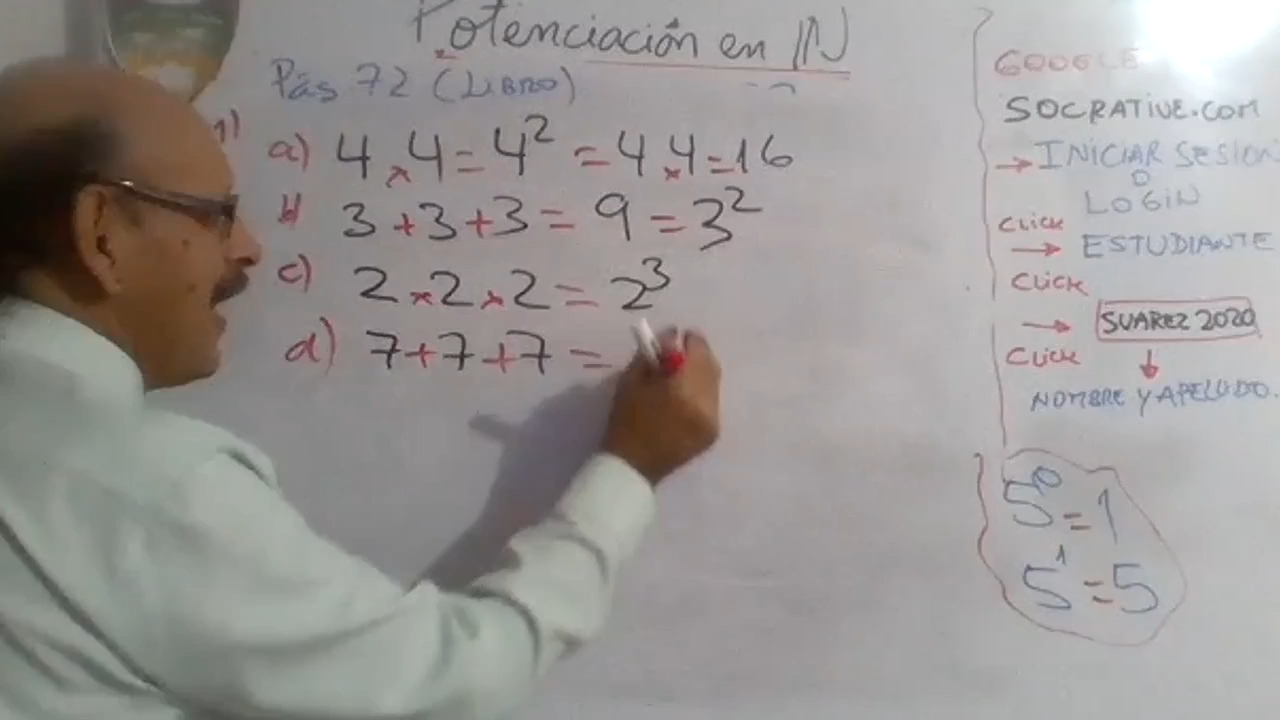 Potenciación en IN
Pág 72 (LIBRO)
1)
a) 4 x 4 = 4² = 4 x 4 = 16
b) 3 + 3 + 3 = 9 = 3²
c) 2 x 2 x 2 = 2³
d) 7 + 7 + 7 =
GOOGLE
SOCRATIVE.com
→ INICIAR SESION
O
LOGIN
CLICK
→ ESTUDIANTE
CLICK
→ SUAREZ 2020
CLICK ↓
NOMBRE Y APELLIDO.
5⁰ = 1
5¹ = 5